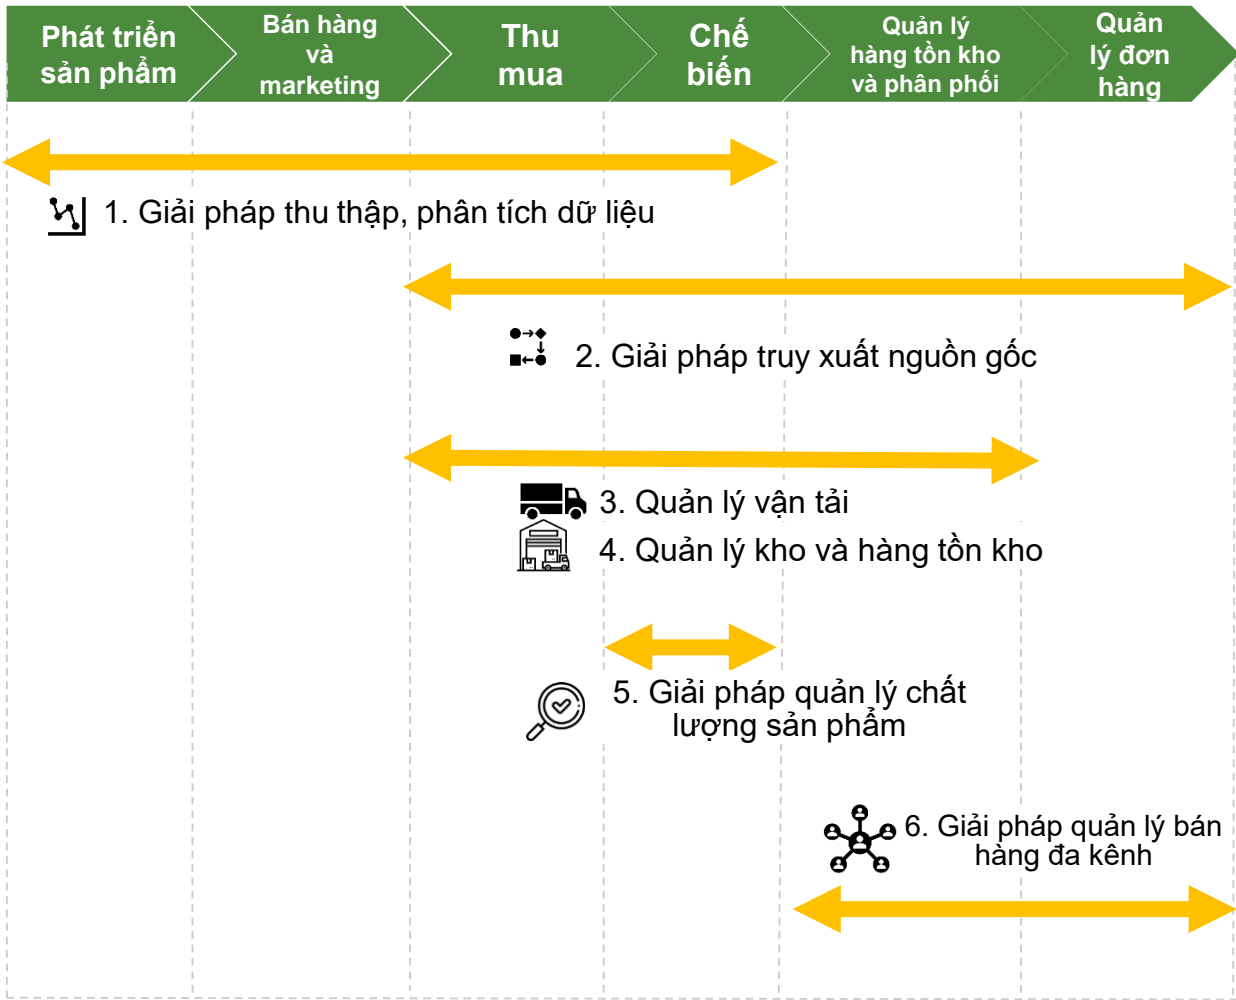 Phát triển
sản phẩm
Bán hàng
và
marketing
Thu
mua
Chế
biến
Quản lý
hàng tồn kho
và phân phối
Quản
lý đơn
hàng
1. Giải pháp thu thập, phân tích dữ liệu
2. Giải pháp truy xuất nguồn gốc
3. Quản lý vận tải
4. Quản lý kho và hàng tồn kho
5. Giải pháp quản lý chất
lượng sản phẩm
6. Giải pháp quản lý bán
hàng đa kênh